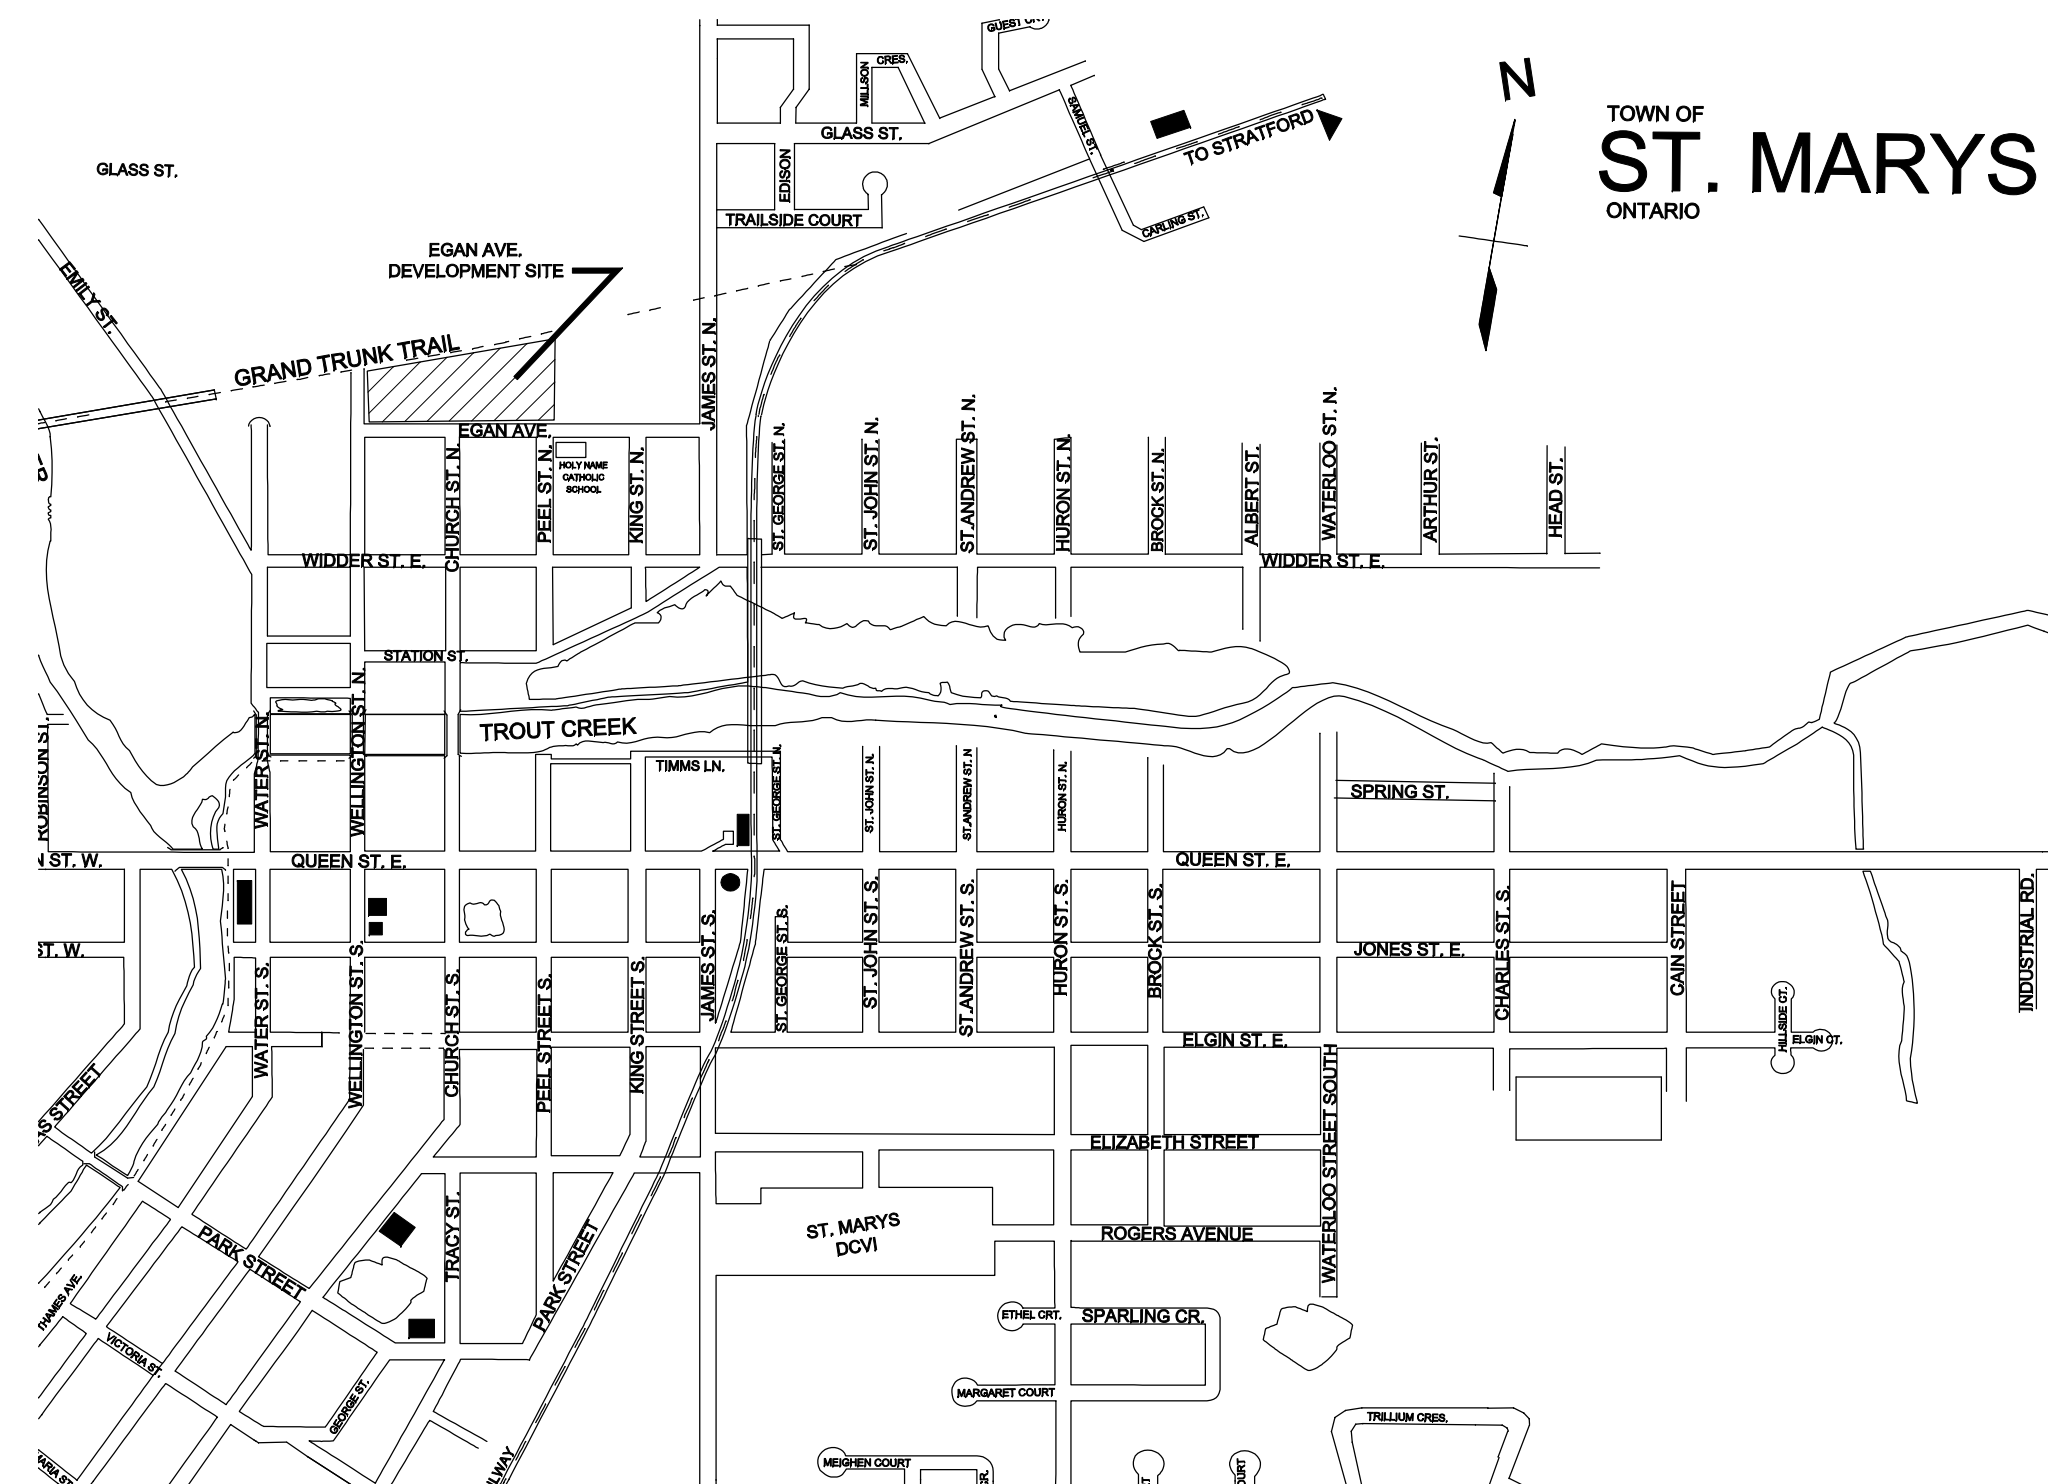 GUEST CRT.
CRES.
MILLSON
GLASS ST.
SAMUEL ST.
TO STRATFORD
N
TOWN OF
ST. MARYS
ONTARIO
GLASS ST.
EDISON
TRAILSIDE COURT
CARLING ST.
EGAN AVE.
DEVELOPMENT SITE
EMILY ST.
GRAND TRUNK TRAIL
JAMES ST. N.
EGAN AVE.
HOLY NAME
CATHOLIC
SCHOOL
CHURCH ST. N.
PEEL ST. N.
KING ST. N.
ST. GEORGE ST. N.
ST. JOHN ST. N.
ST.ANDREW ST. N.
HURON ST. N.
BROCK ST. N.
ALBERT ST.
WATERLOO ST. N.
ARTHUR ST.
HEAD ST.
WIDDER ST. E.
WIDDER ST. E.
STATION ST.
WATER ST. N.
WELLINGTON ST. N.
TROUT CREEK
TIMMS LN.
ROBINSON ST.
ST. GEORGE ST. N.
ST. JOHN ST. N.
ST.ANDREW ST. N
HURON ST. N.
SPRING ST.
N ST. W.
QUEEN ST. E.
QUEEN ST. E.
ST. W.
JONES ST. E.
WATER ST. S.
WELLINGTON ST. S.
CHURCH ST. S.
PEEL STREET S.
KING STREET S.
JAMES ST. S.
ST. GEORGE ST. S.
ST. JOHN ST. S.
ST.ANDREW ST. S.
HURON ST. S.
BROCK ST. S.
CHARLES ST. S.
CAIN STREET
INDUSTRIAL RD.
HILLSIDE CT.
ELGIN CT.
ELGIN ST. E.
STREET
ELIZABETH STREET
WATERLOO STREET SOUTH
ROGERS AVENUE
ST. MARYS
DCVI
PARK STREET
TRACY ST.
PARK STREET
THAMES AVE.
VICTORIA ST.
GEORGE ST.
ETHEL CRT.
SPARLING CR.
MARGARET COURT
TRILLIUM CRES.
MEIGHEN COURT